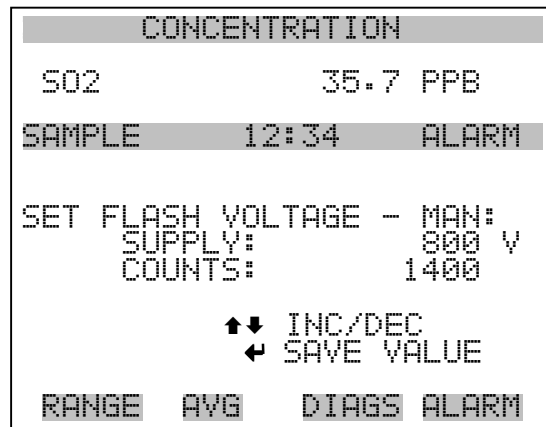 CONCENTRATION
SO2 35.7 PPB
SAMPLE 12:34 ALARM
SET FLASH VOLTAGE - MAN:
SUPPLY: 800 V
COUNTS: 1400
⬆⬇ INC/DEC
↵ SAVE VALUE
RANGE AVG DIAGS ALARM